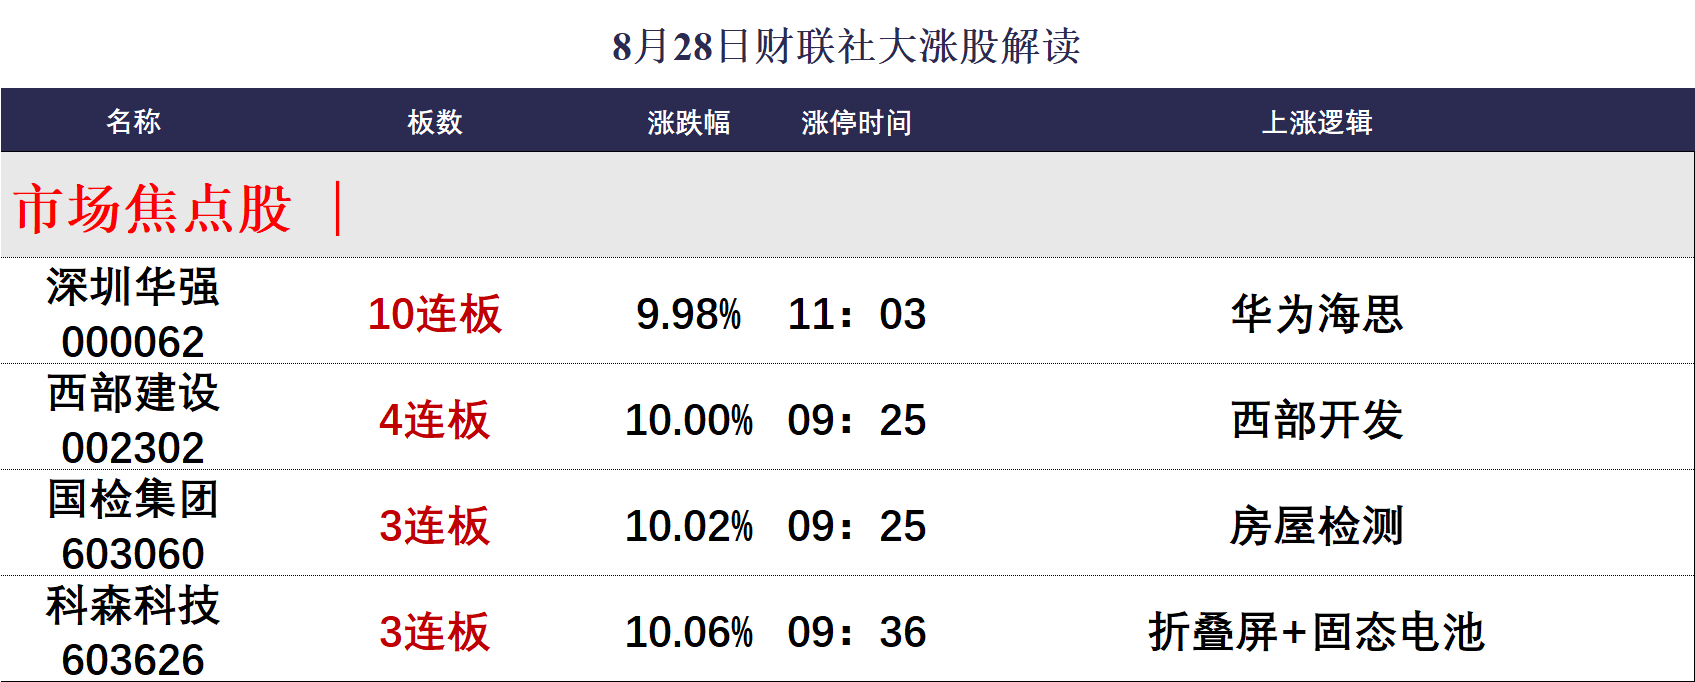 8月28日财联社大涨股解读
名称 板数 涨跌幅 涨停时间 上涨逻辑
市场焦点股 |
深圳华强
000062 10连板 9.98% 11：03 华为海思
西部建设
002302 4连板 10.00% 09：25 西部开发
国检集团
603060 3连板 10.02% 09：25 房屋检测
科森科技
603626 3连板 10.06% 09：36 折叠屏+固态电池